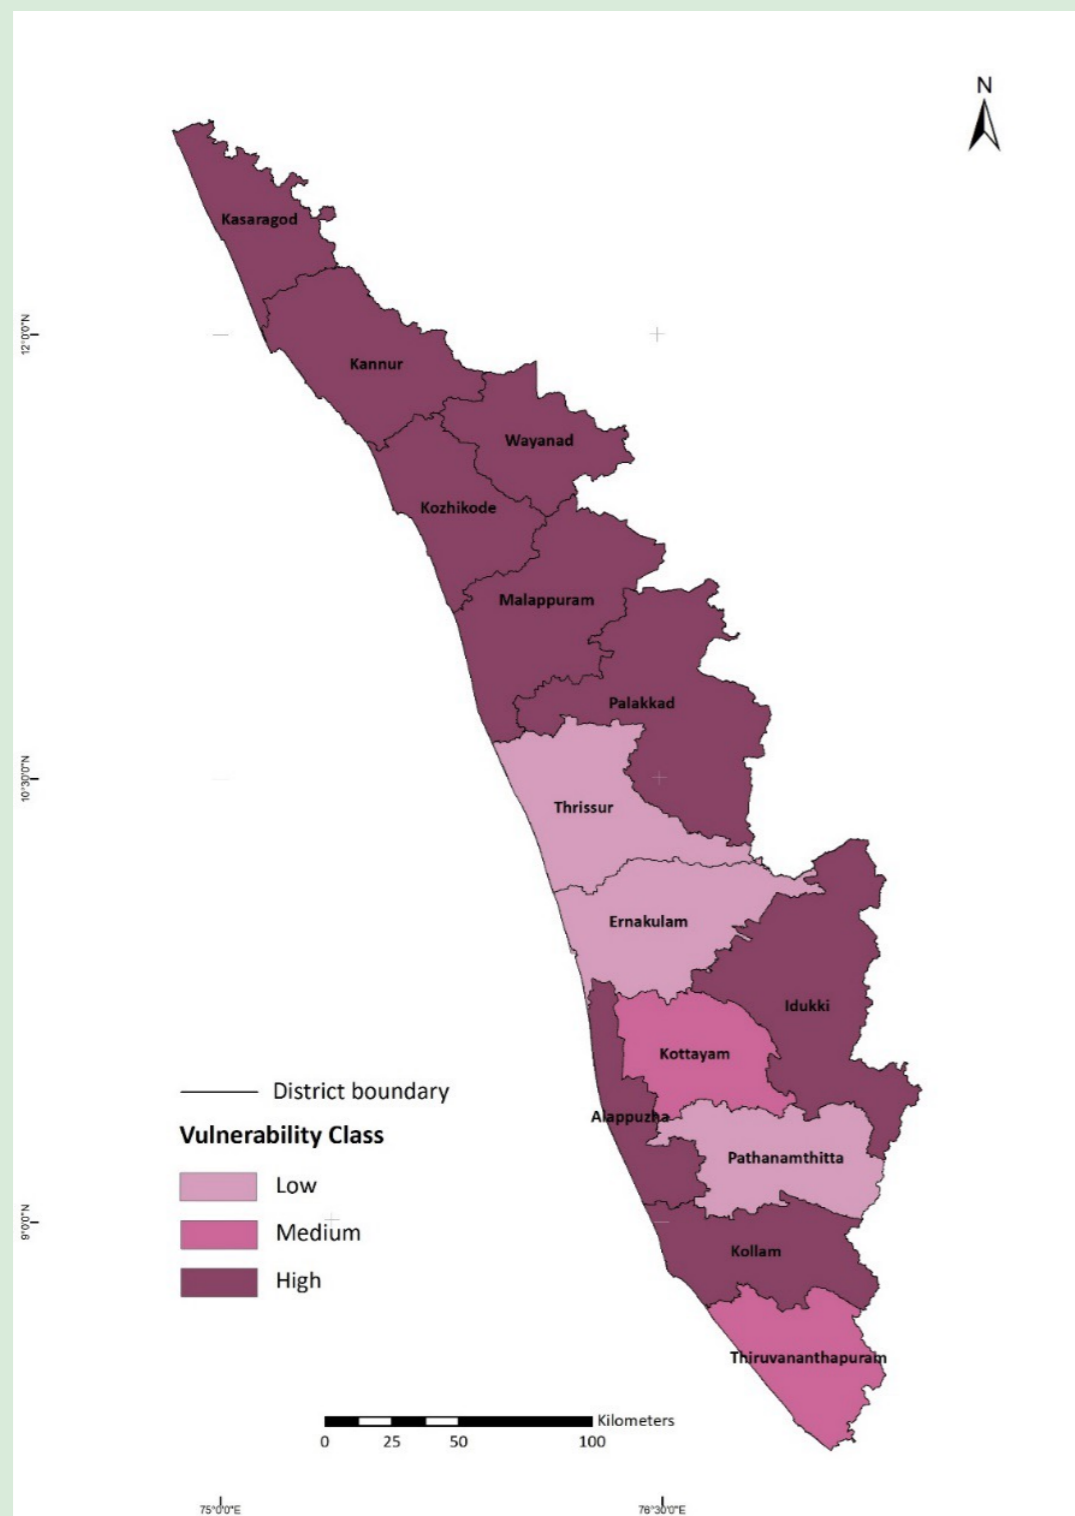 N
Kasaragod
12°0'0"N
Kannur
Wayanad
Kozhikode
Malappuram
Palakkad
10°30'0"N
Thrissur
Ernakulam
Idukki
Kottayam
District boundary
Alappuzha
Vulnerability Class
Pathanamthitta
Low
9°0'0"N
Medium
Kollam
High
Thiruvananthapuram
Kilometers
0 25 50 100
75°0'0"E 76°30'0"E